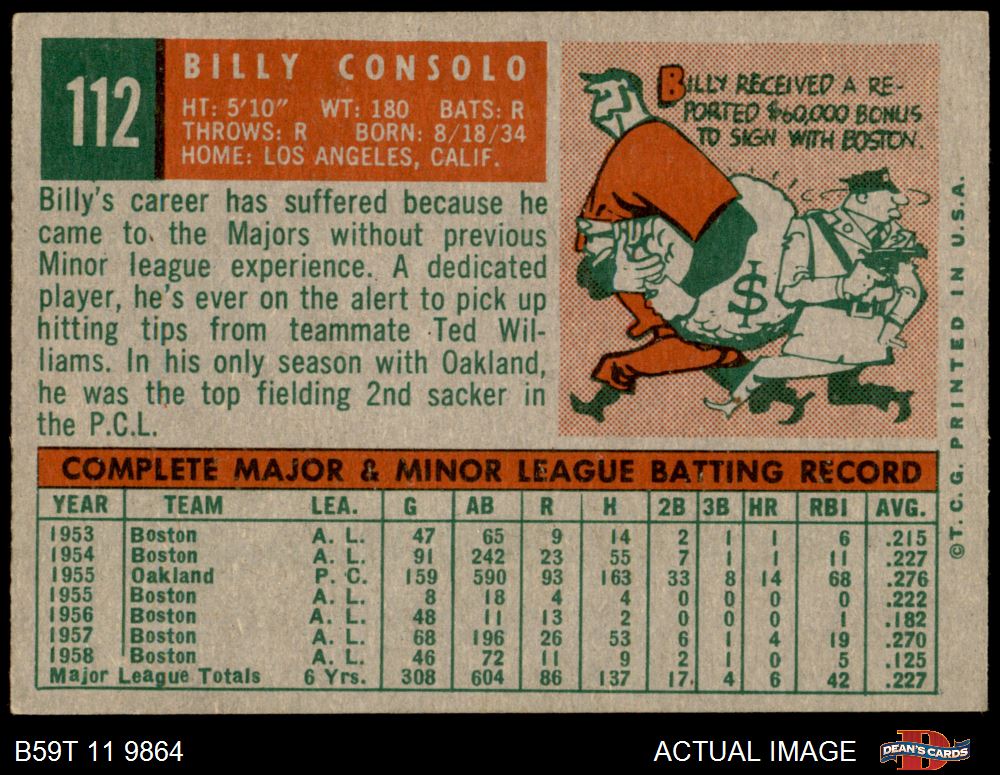 112
BILLY CONSOLO
HT: 5'10" WT: 180 BATS: R
THROWS: R BORN: 8/18/34
HOME: LOS ANGELES, CALIF.
BILLY RECEIVED A RE-
PORTED $60,000 BONUS
TO SIGN WITH BOSTON.
$
Billy's career has suffered because he
came to the Majors without previous
Minor league experience. A dedicated
player, he's ever on the alert to pick up
hitting tips from teammate Ted Wil-
liams. In his only season with Oakland,
he was the top fielding 2nd sacker in
the P.C.L.
©T. C. G. PRINTED IN U.S.A.
COMPLETE MAJOR & MINOR LEAGUE BATTING RECORD
YEAR TEAM LEA. G AB R H 2B 3B HR RBI AVG.
1953 Boston A. L. 47 65 9 14 2 1 1 6 .215
1954 Boston A. L. 91 242 23 55 7 1 1 11 .227
1955 Oakland P. C. 159 590 93 163 33 8 14 68 .276
1955 Boston A. L. 8 18 4 4 0 0 0 0 .222
1956 Boston A. L. 48 11 13 2 0 0 0 1 .182
1957 Boston A. L. 68 196 26 53 6 1 4 19 .270
1958 Boston A. L. 46 72 11 9 2 1 0 5 .125
Major League Totals 6 Yrs. 308 604 86 137 17 4 6 42 .227
B59T 11 9864
ACTUAL IMAGE
D
DEAN'S CARDS